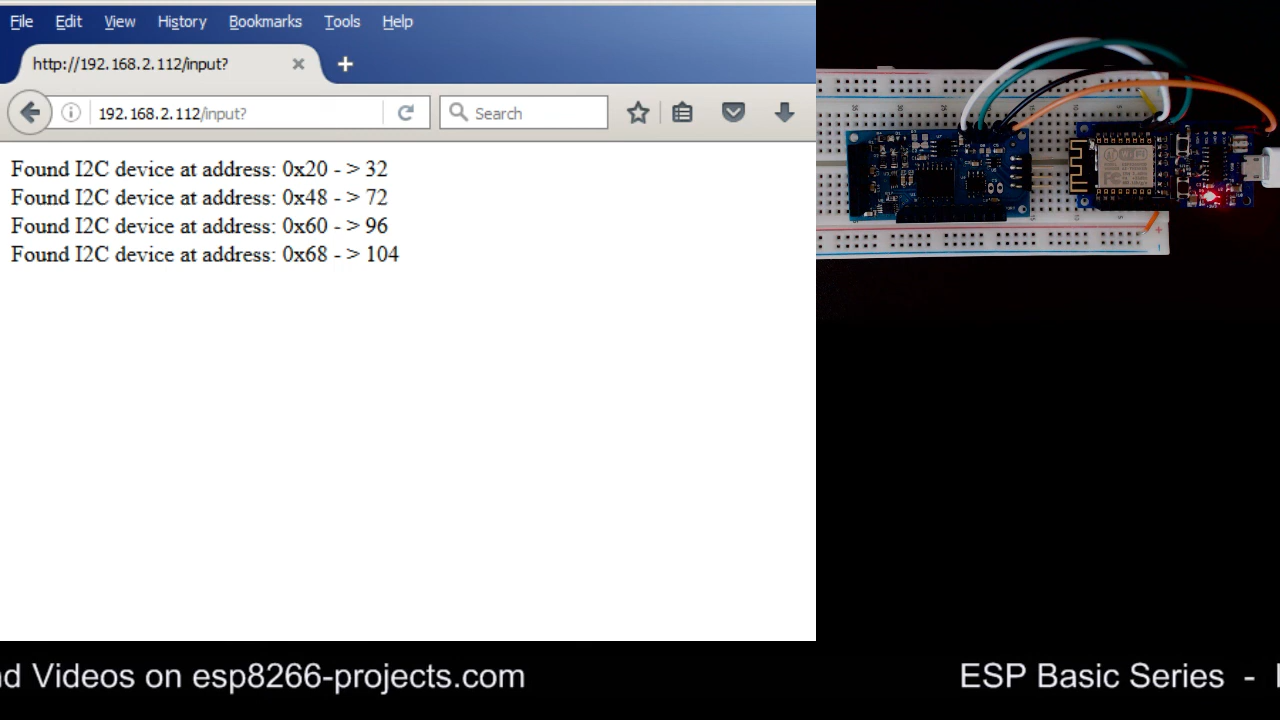 File Edit View History Bookmarks Tools Help
http://192.168.2.112/input?
192.168.2.112/input?
Search
Found I2C device at address: 0x20 - > 32
Found I2C device at address: 0x48 - > 72
Found I2C device at address: 0x60 - > 96
Found I2C device at address: 0x68 - > 104
nd Videos on esp8266-projects.com
ESP Basic Series -